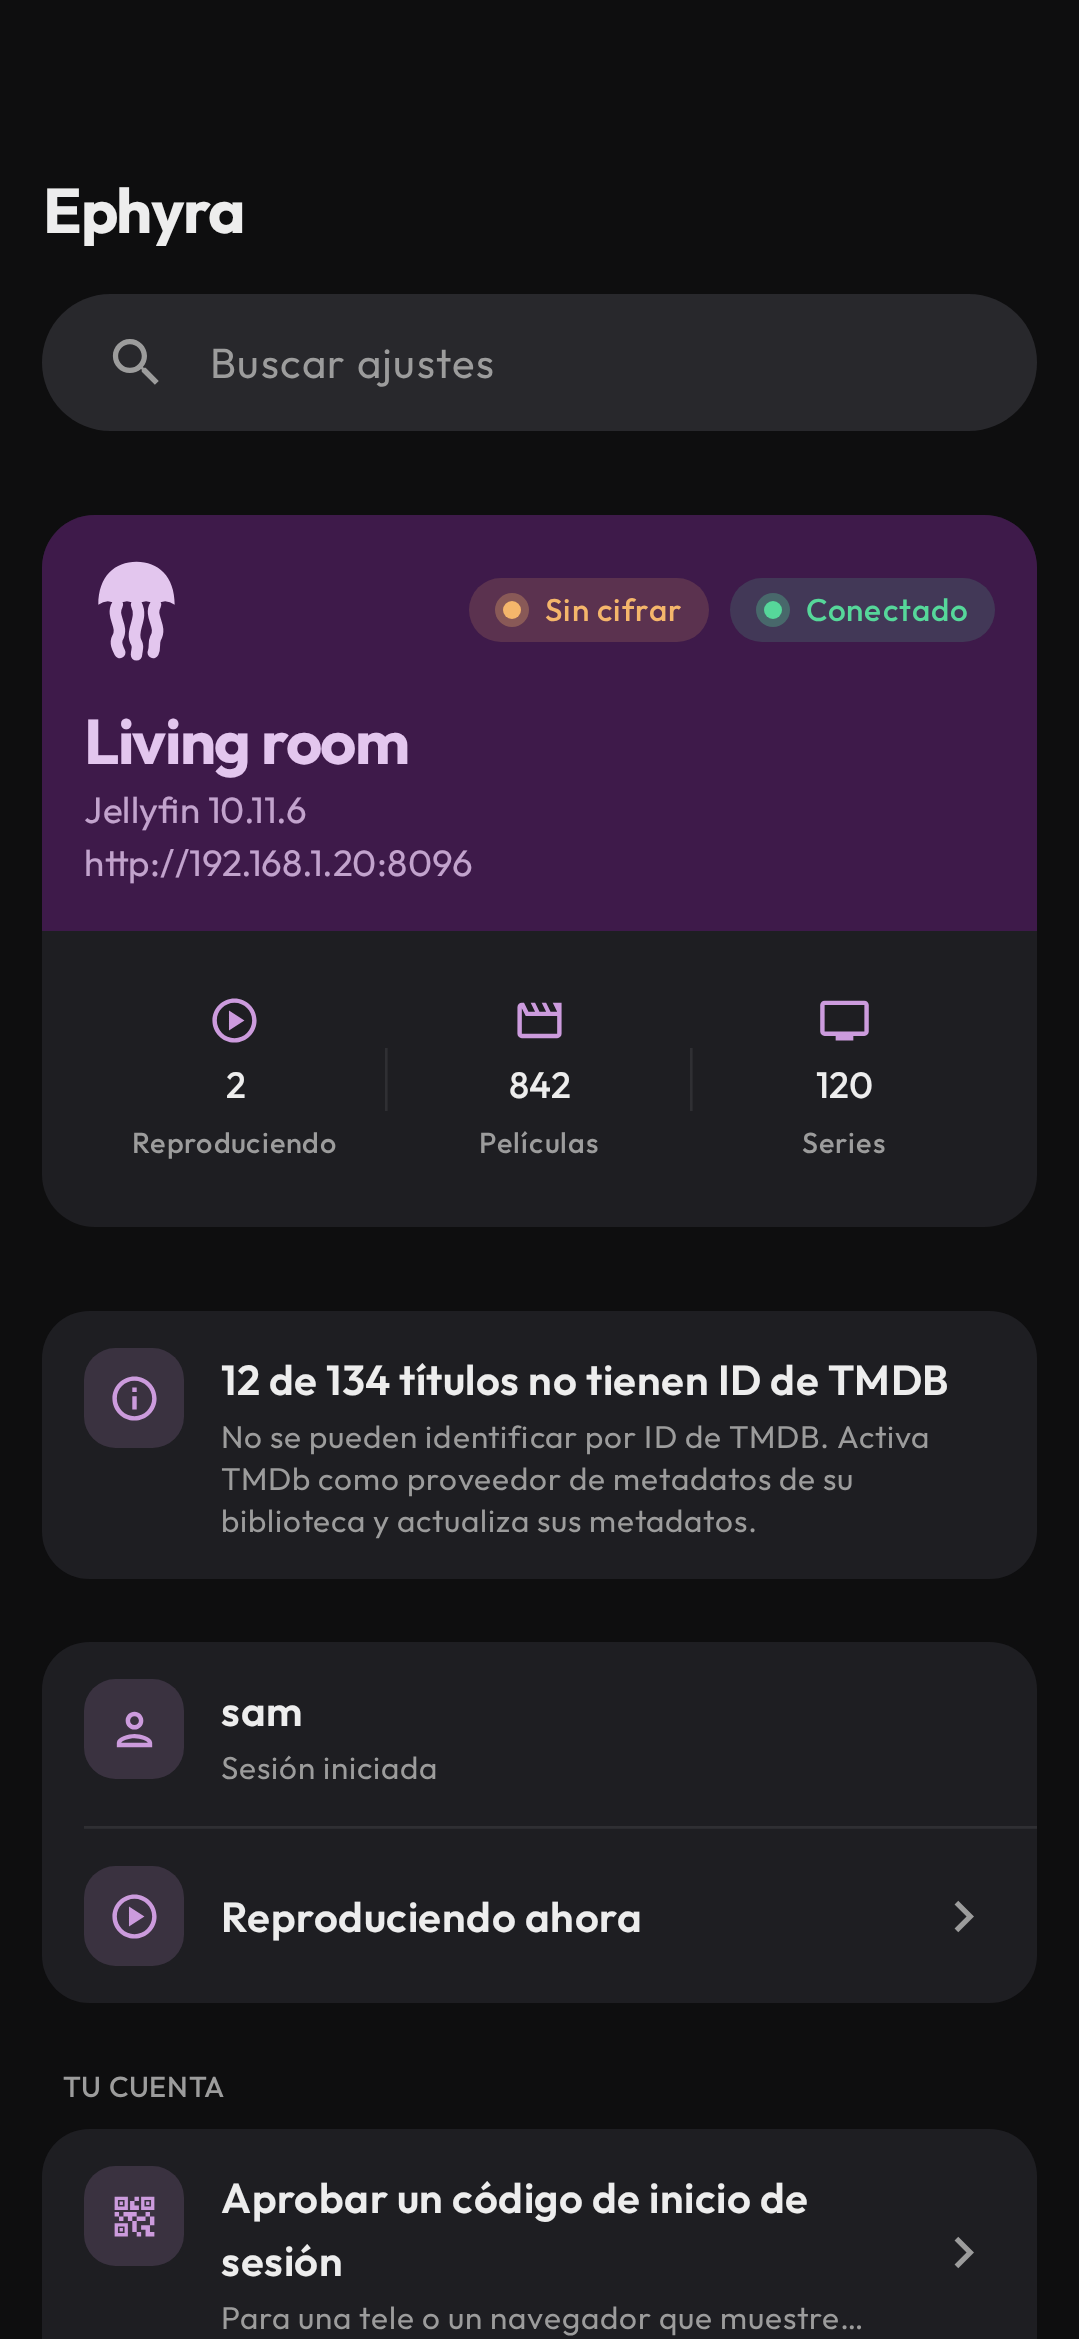 Ephyra
Buscar ajustes
Sin cifrar
Conectado
Living room
Jellyfin 10.11.6
http://192.168.1.20:8096
2
842
120
Reproduciendo
Películas
Series
12 de 134 títulos no tienen ID de TMDB
No se pueden identificar por ID de TMDB. Activa
TMDb como proveedor de metadatos de su
biblioteca y actualiza sus metadatos.
sam
Sesión iniciada
Reproduciendo ahora
TU CUENTA
Aprobar un código de inicio de
sesión
Para una tele o un navegador que muestre…